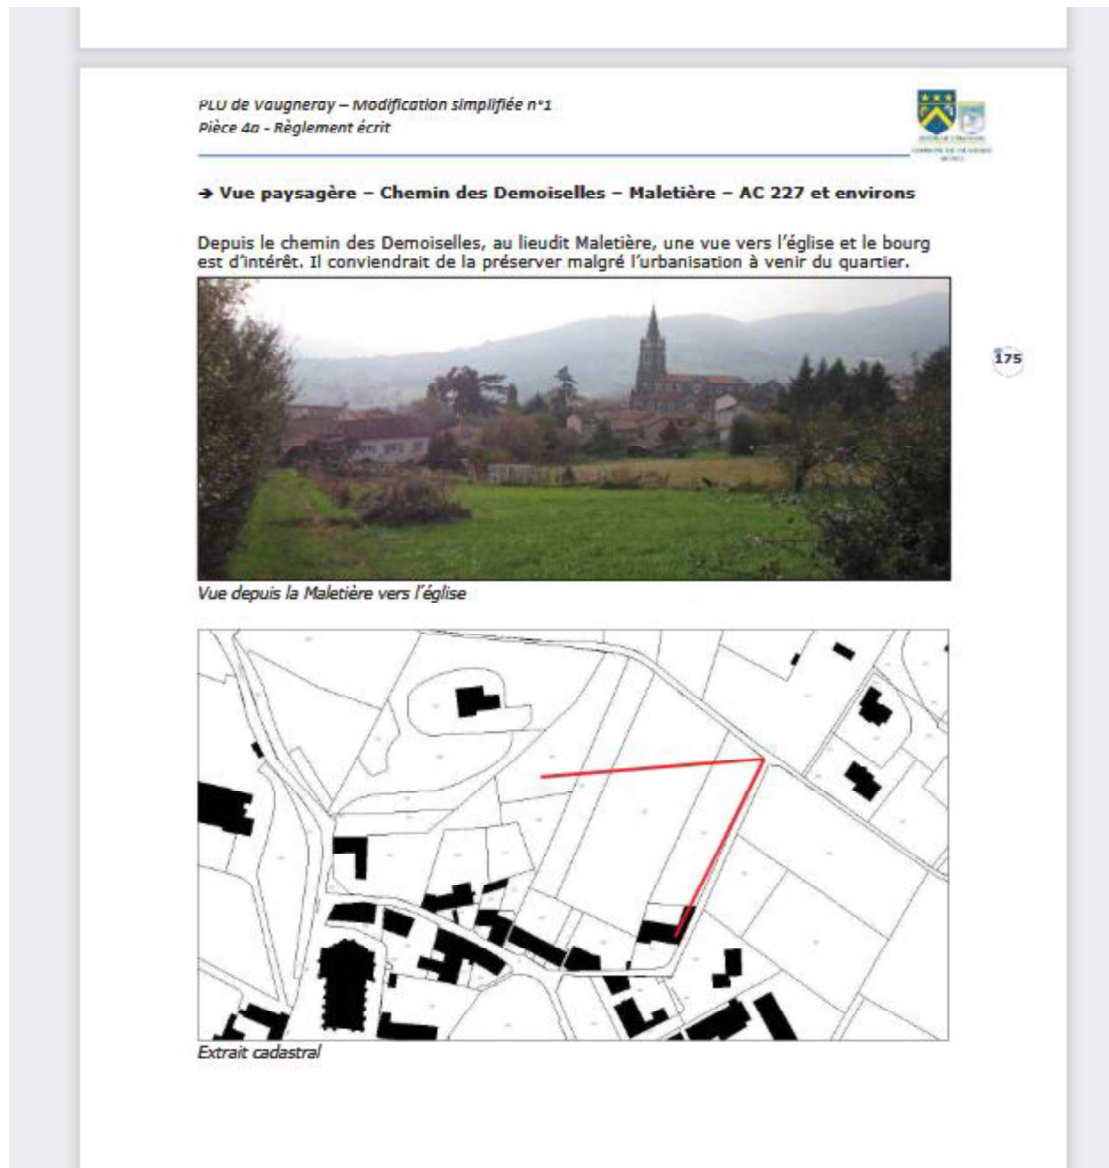 PLU de Vaugneray – Modification simplifiée n°1
Pièce 4a - Règlement écrit
➔ Vue paysagère – Chemin des Demoiselles – Maletière – AC 227 et environs
Depuis le chemin des Demoiselles, au lieudit Maletière, une vue vers l’église et le bourg
est d’intérêt. Il conviendrait de la préserver malgré l’urbanisation à venir du quartier.
175
Vue depuis la Maletière vers l’église
Extrait cadastral